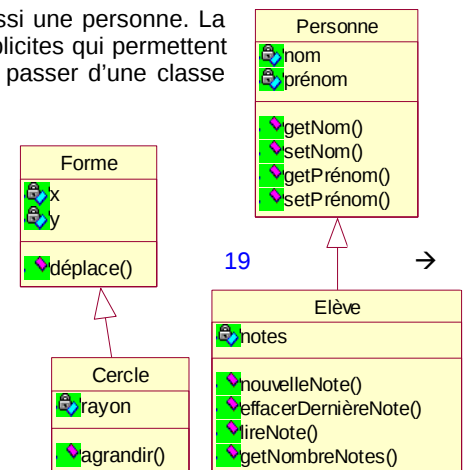 ssi une personne. La
plicites qui permettent
passer d'une classe
Personne
nom
prénom
getNom()
setNom()
getPrénom()
setPrénom()
Forme
x
y
déplace()
19 →
Cercle
rayon
agrandir()
Elève
notes
nouvelleNote()
effacerDernièreNote()
lireNote()
getNombreNotes()